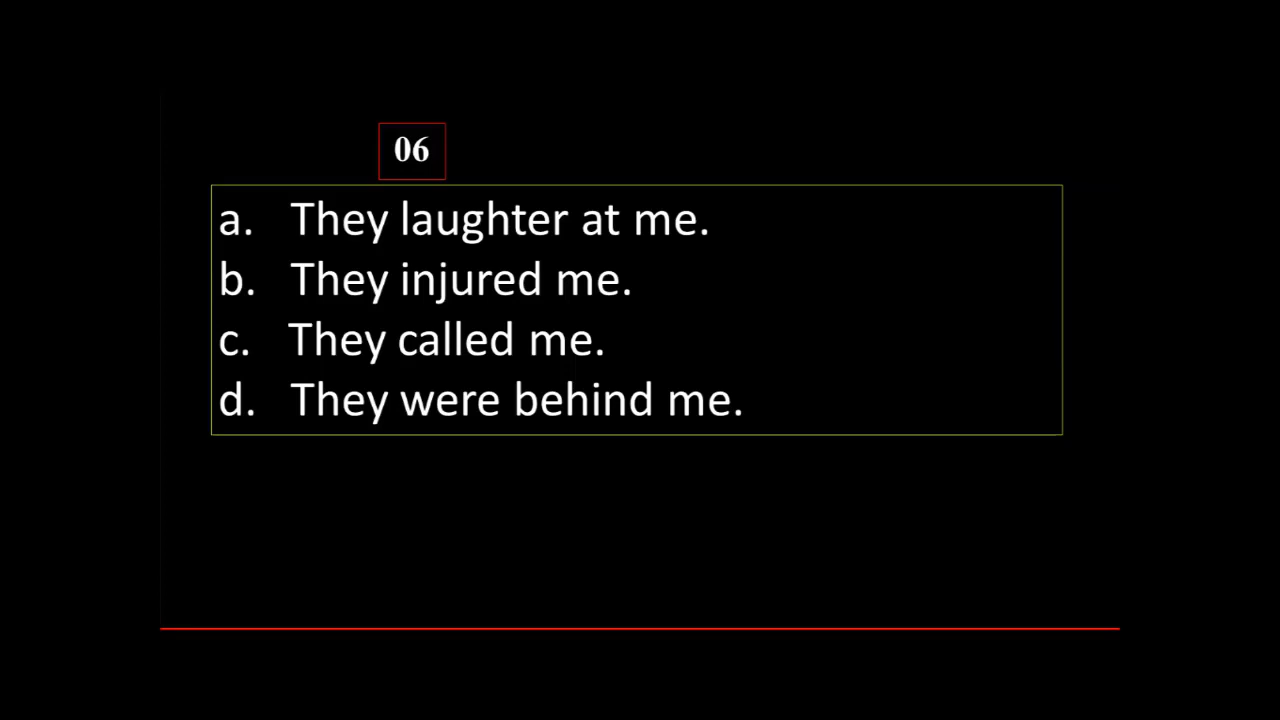 06
a. They laughter at me.
b. They injured me.
c. They called me.
d. They were behind me.